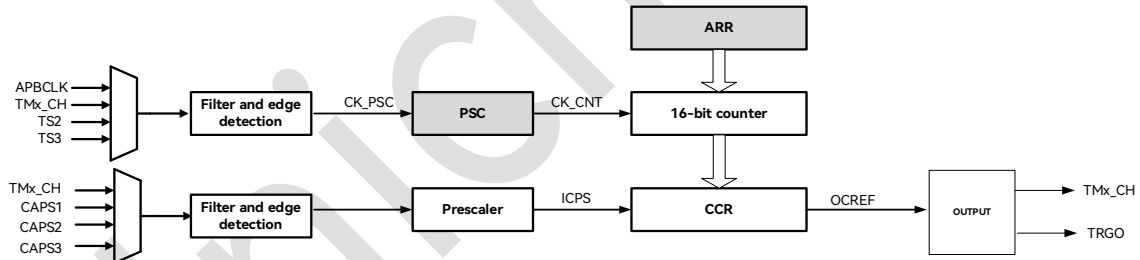 ARR
APBCLK
TMx_CH
TS2
TS3
Filter and edge
detection
CK_PSC
PSC
CK_CNT
16-bit counter
TMx_CH
CAPS1
CAPS2
CAPS3
Filter and edge
detection
Prescaler
ICPS
CCR
OCREF
OUTPUT
TMx_CH
TRGO